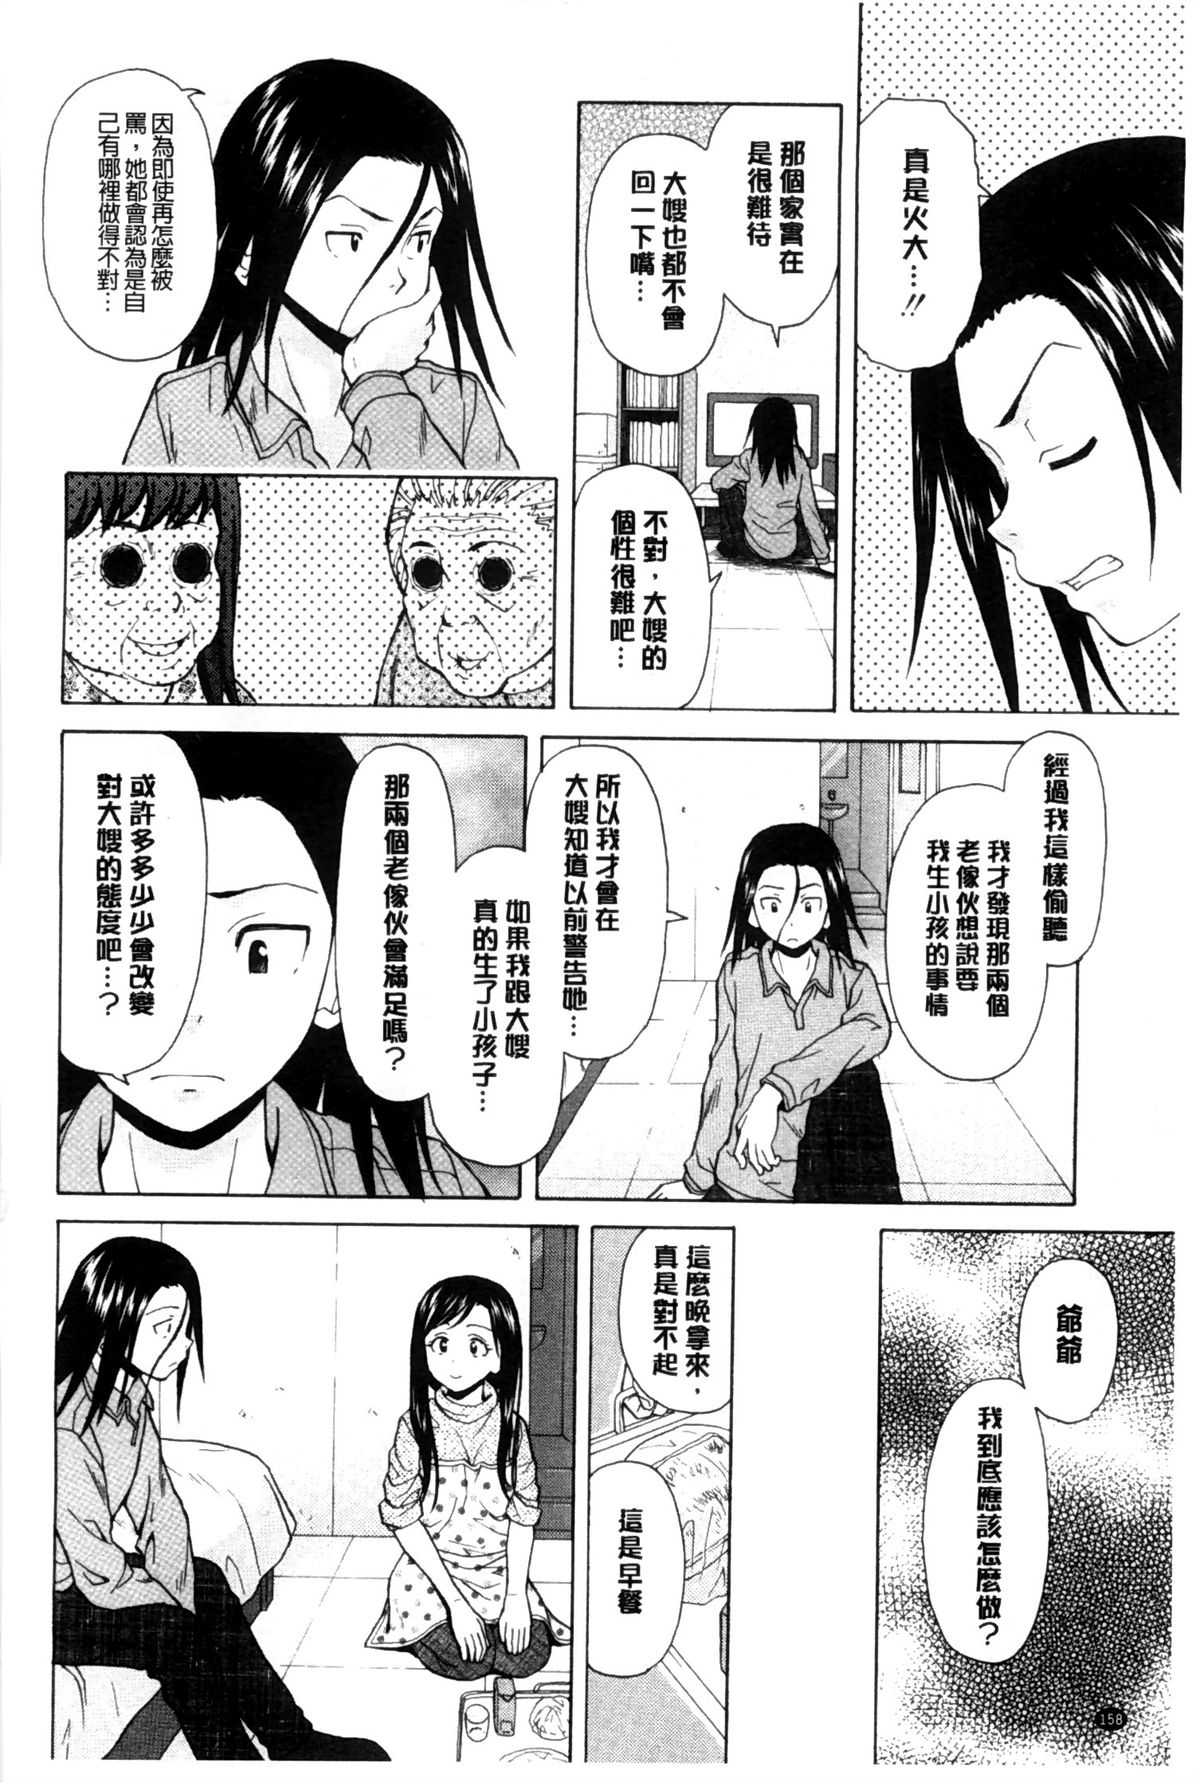 真是火大…!!
那個家實在
是很難待
大嫂也都不會
回一下嘴…
不對，大嫂的
個性很難吧…
因為即使再怎麼被
罵，她都會認為是自
己有哪裡做得不對…
經過我這樣偷聽
我才發現那兩個
老傢伙想說要
我生小孩的事情
所以我才會在
大嫂知道以前警告她…
如果我跟大嫂
真的生了小孩子…
那兩個老傢伙會滿足嗎？
或許多多少少會改變
對大嫂的態度吧…？
爺爺
我到底應該怎麼做？
這麼晚拿來，
真是對不起
這是早餐
158